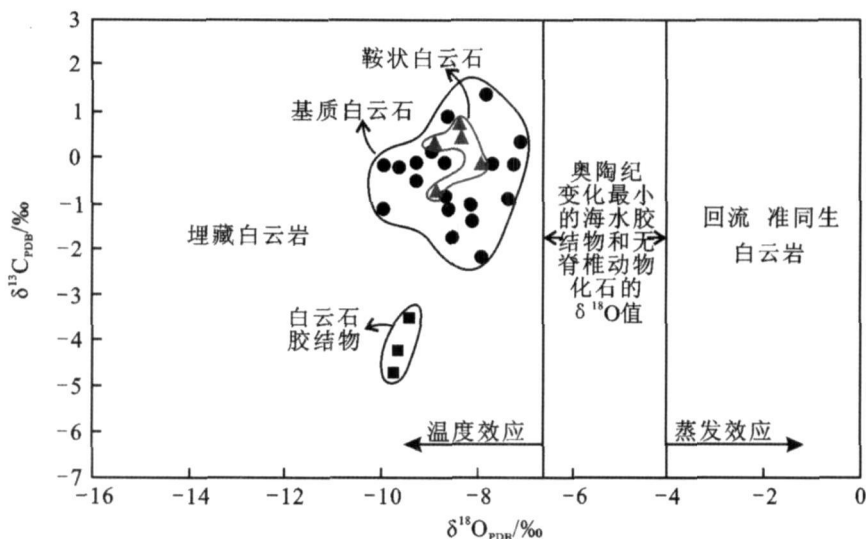 3
2
1
0
-1
-2
-3
-4
-5
-6
-7
δ¹³C_PDB/‰
鞍状白云石
基质白云石
埋藏白云岩
白云石
胶结物
奥陶纪
变化最小
的海水胶
结物和无
脊椎动物
化石的
δ¹⁸O值
回流 准同生
白云岩
温度效应
蒸发效应
-16
-14
-12
-10
-8
-6
-4
-2
0
δ¹⁸O_PDB/‰